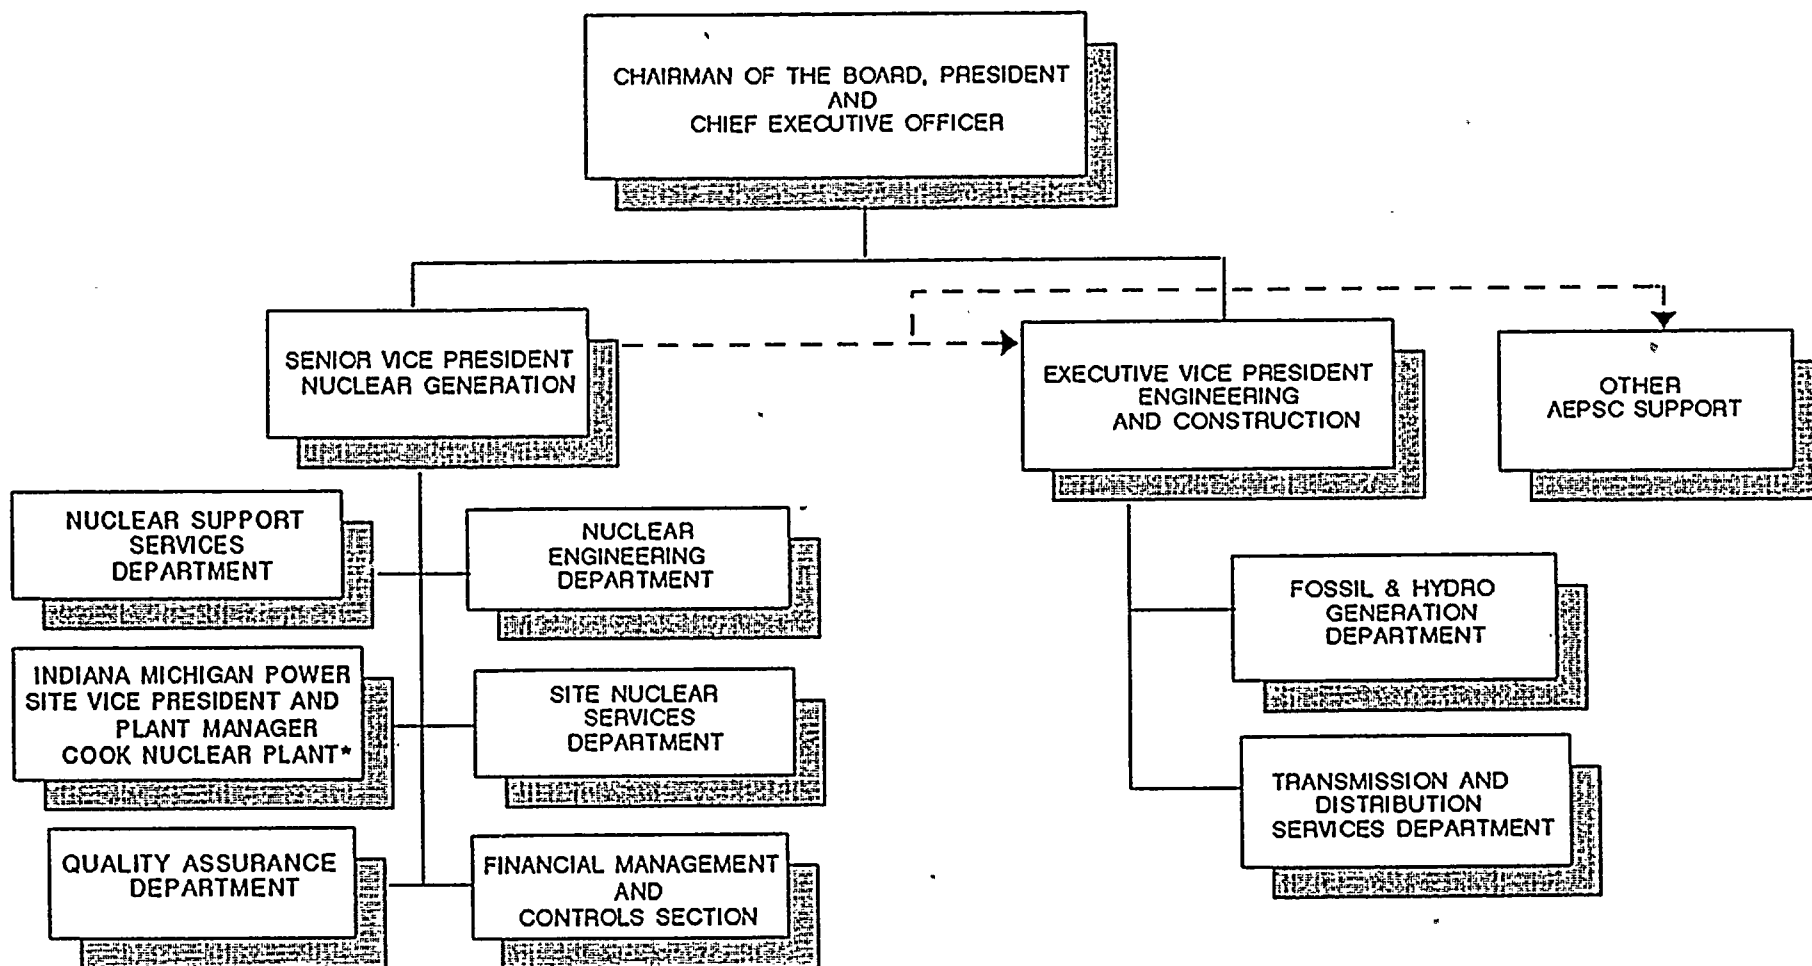 CHAIRMAN OF THE BOARD, PRESIDENT
AND
CHIEF EXECUTIVE OFFICER
SENIOR VICE PRESIDENT
NUCLEAR GENERATION
EXECUTIVE VICE PRESIDENT
ENGINEERING
AND CONSTRUCTION
OTHER
AEPSC SUPPORT
NUCLEAR SUPPORT
SERVICES
DEPARTMENT
NUCLEAR
ENGINEERING
DEPARTMENT
FOSSIL & HYDRO
GENERATION
DEPARTMENT
INDIANA MICHIGAN POWER
SITE VICE PRESIDENT AND
PLANT MANAGER
COOK NUCLEAR PLANT*
SITE NUCLEAR
SERVICES
DEPARTMENT
TRANSMISSION AND
DISTRIBUTION
SERVICES DEPARTMENT
QUALITY ASSURANCE
DEPARTMENT
FINANCIAL MANAGEMENT
AND
CONTROLS SECTION